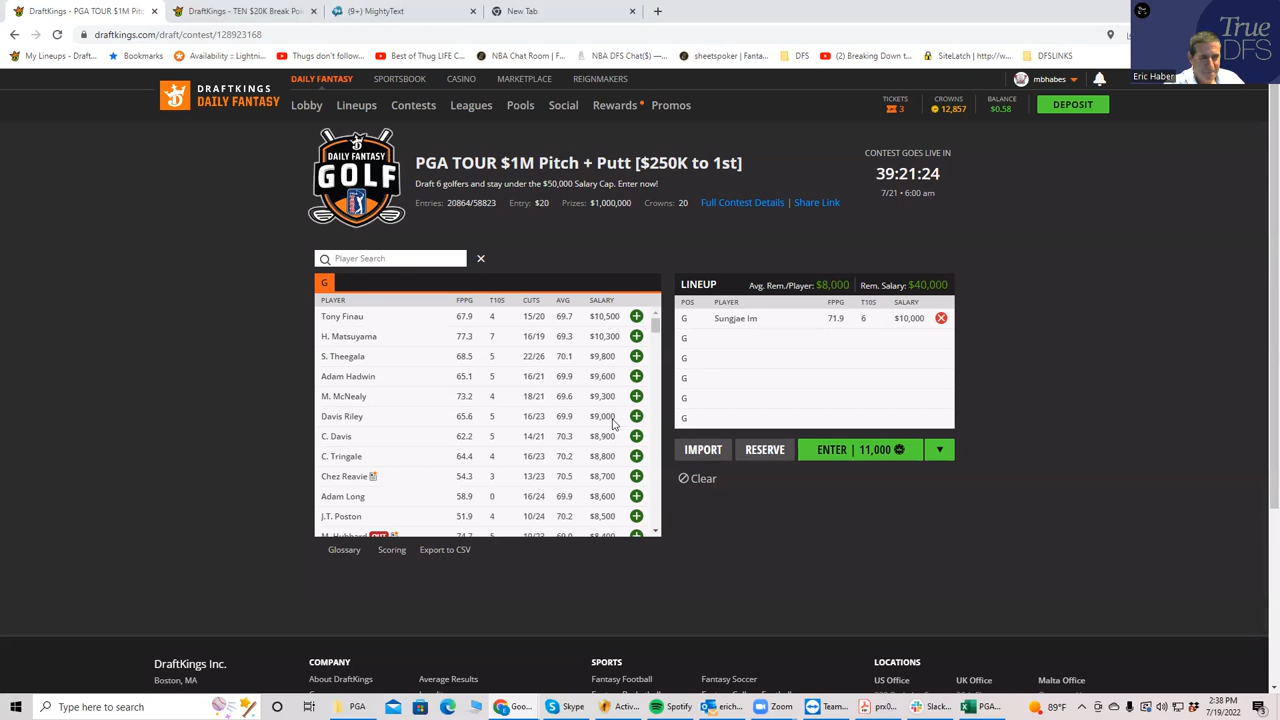 DraftKings - PGA TOUR $1M Pitc
DraftKings - TEN $20K Break Poin
(9+) MightyText
New Tab
draftkings.com/draft/contest/128923168
My Lineups - Draft...
Bookmarks
Availability :: Lightni...
Thugs don't follow...
Best of Thug LIFE C...
NBA Chat Room | F...
NBA DFS Chat($) —...
sheetspoker | Fanta...
DFS
(2) Breaking Down t...
SiteLatch | http://w...
DFSLINKS
True
DFS
Eric Haber
DRAFTKINGS
DAILY FANTASY
DAILY FANTASY
SPORTSBOOK
CASINO
MARKETPLACE
REIGNMAKERS
mbhabes
Lobby
Lineups
Contests
Leagues
Pools
Social
Rewards
Promos
TICKETS
3
CROWNS
12,857
BALANCE
$0.58
DEPOSIT
DAILY FANTASY
GOLF
PGA TOUR
PGA TOUR $1M Pitch + Putt [$250K to 1st]
Draft 6 golfers and stay under the $50,000 Salary Cap. Enter now!
Entries: 20864/58823 Entry: $20 Prizes: $1,000,000 Crowns: 20 Full Contest Details | Share Link
CONTEST GOES LIVE IN
39:21:24
7/21 • 6:00 am
Player Search
G
PLAYER FPPG T10S CUTS AVG SALARY
Tony Finau 67.9 4 15/20 69.7 $10,500
H. Matsuyama 77.3 7 16/19 69.3 $10,300
S. Theegala 68.5 5 22/26 70.1 $9,800
Adam Hadwin 65.1 5 16/21 69.9 $9,600
M. McNealy 73.2 4 18/21 69.6 $9,300
Davis Riley 65.6 5 16/23 69.9 $9,000
C. Davis 62.2 5 14/21 70.3 $8,900
C. Tringale 64.4 4 16/23 70.2 $8,800
Chez Reavie 54.3 3 13/23 70.5 $8,700
Adam Long 58.9 0 16/24 69.9 $8,600
J.T. Poston 51.9 4 10/24 70.2 $8,500
M. Hubbard OUT
Glossary
Scoring
Export to CSV
LINEUP Avg. Rem./Player: $8,000 Rem. Salary: $40,000
POS PLAYER FPPG T10S SALARY
G Sungjae Im 71.9 6 $10,000
G
G
G
G
G
IMPORT
RESERVE
ENTER | 11,000
Clear
DraftKings Inc.
Boston, MA
COMPANY
About DraftKings
Average Results
SPORTS
Fantasy Football
Fantasy Soccer
LOCATIONS
US Office
UK Office
Malta Office
Type here to search
PGA
Goo...
Skype
Activ...
Spotify
erich...
Zoom
Team...
prx0...
Slack...
PGA...
89°F
2:38 PM
7/19/2022